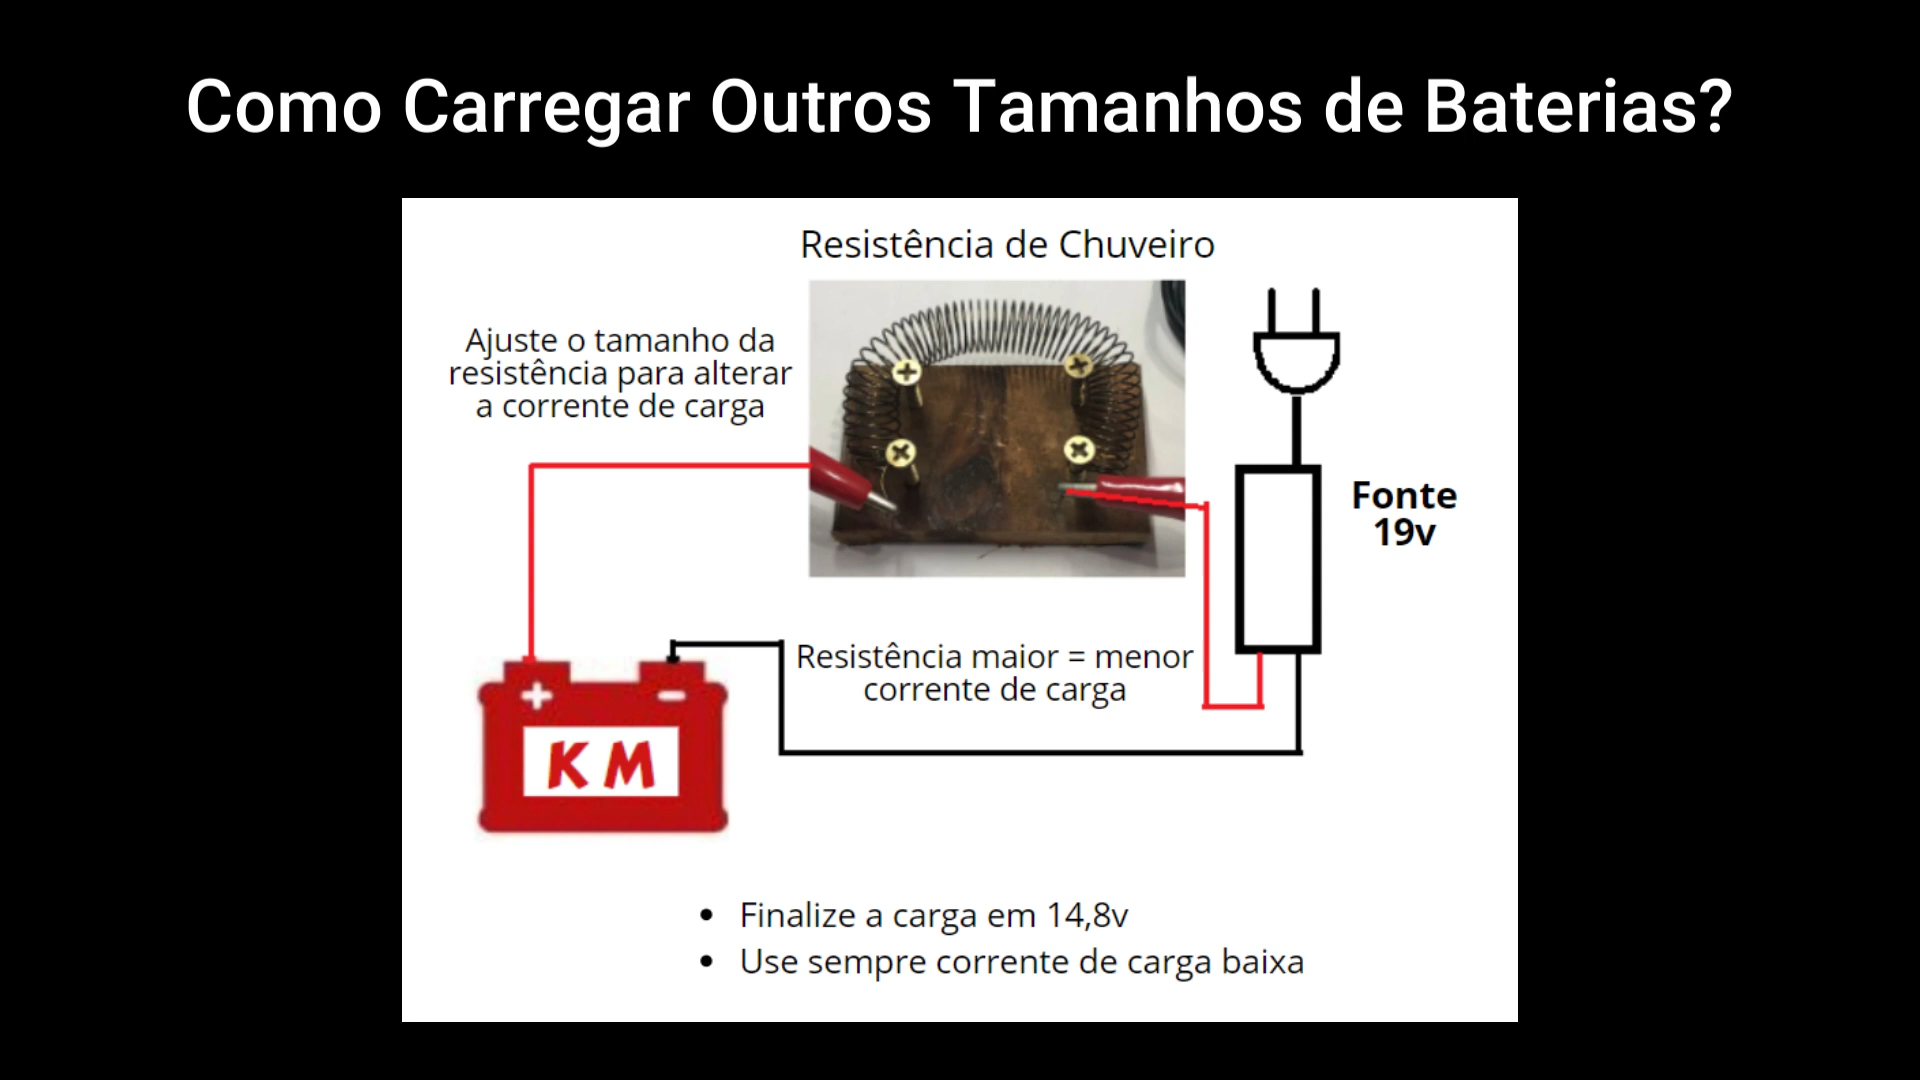 Como Carregar Outros Tamanhos de Baterias?
Resistência de Chuveiro
Ajuste o tamanho da
resistência para alterar
a corrente de carga
Fonte
19v
Resistência maior = menor
corrente de carga
+ -
KM
• Finalize a carga em 14,8v
• Use sempre corrente de carga baixa